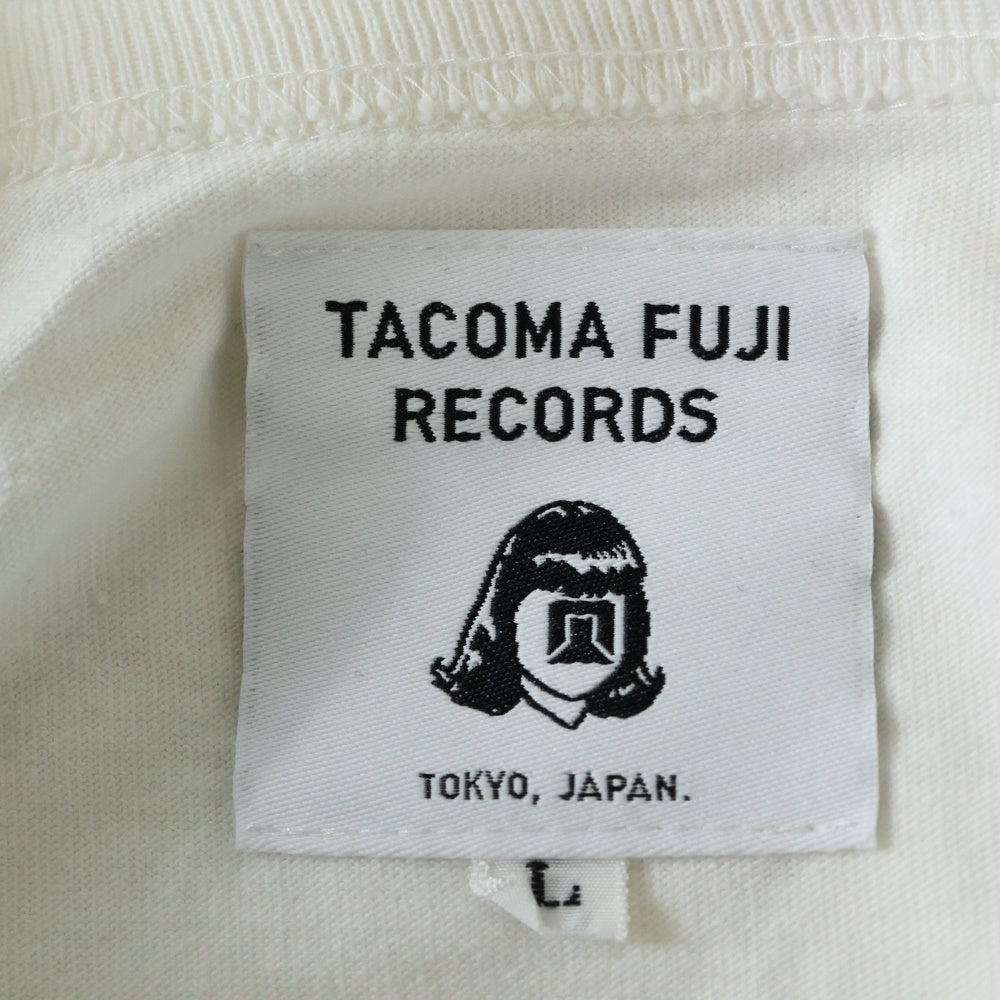 TACOMA FUJI
RECORDS
TOKYO, JAPAN.
L